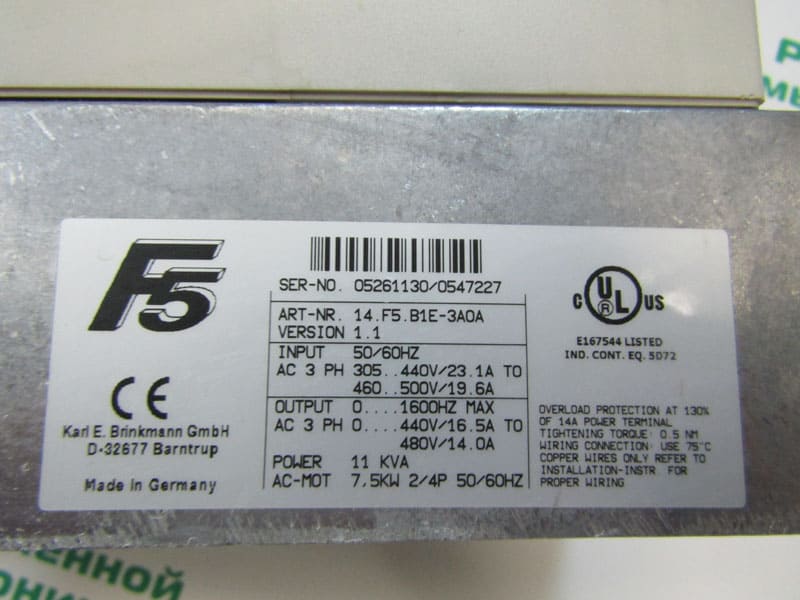 F5
SER-NO. 05261130/0547227
ART-NR. 14.F5.B1E-3A0A
VERSION 1.1
INPUT 50/60HZ
AC 3 PH 305..440V/23.1A TO
460..500V/19.6A
OUTPUT 0....1600HZ MAX
AC 3 PH 0....440V/16.5A TO
480V/14.0A
POWER 11 KVA
AC-MOT 7,5KW 2/4P 50/60HZ
CE
Karl E. Brinkmann GmbH
D-32677 Barntrup
Made in Germany
C UL US
®
E167544 LISTED
IND. CONT. EQ. 5D72
OVERLOAD PROTECTION AT 130%
OF 14A POWER TERMINAL
TIGHTENING TORQUE: 0.5 NM
WIRING CONNECTION: USE 75°C
COPPER WIRES ONLY REFER TO
INSTALLATION-INSTR. FOR
PROPER WIRING